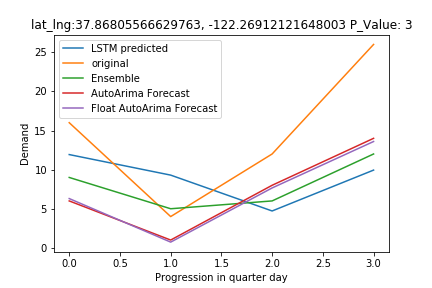 lat_lng:37.86805566629763, -122.26912121648003 P_Value: 3
LSTM predicted
original
Ensemble
AutoArima Forecast
Float AutoArima Forecast
Demand
25
20
15
10
5
0
0.0 0.5 1.0 1.5 2.0 2.5 3.0
Progression in quarter day